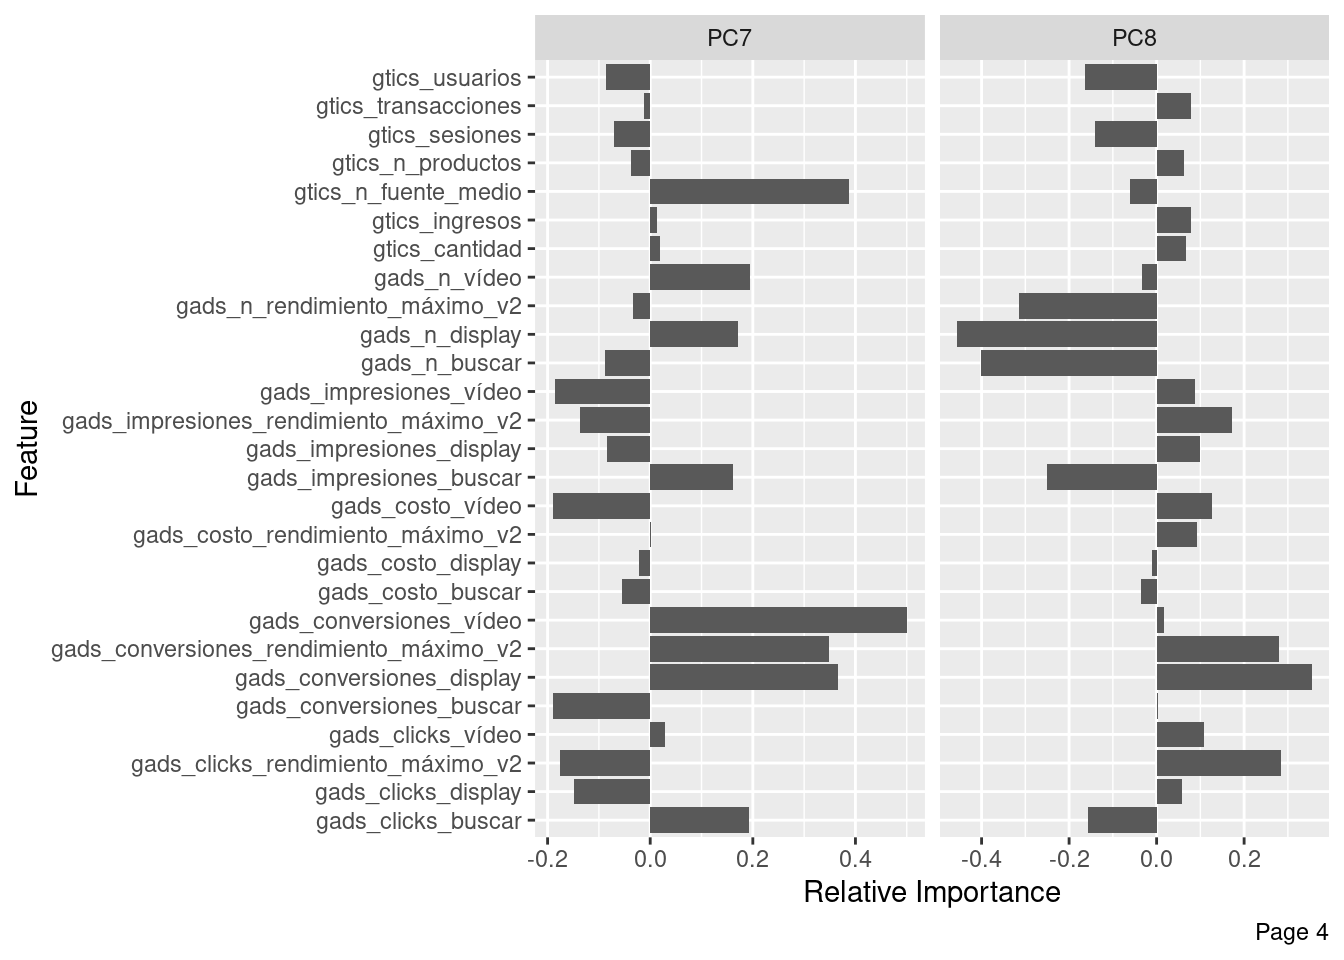 PC7
PC8
gtics_usuarios
gtics_transacciones
gtics_sesiones
gtics_n_productos
gtics_n_fuente_medio
gtics_ingresos
gtics_cantidad
gads_n_vídeo
gads_n_rendimiento_máximo_v2
gads_n_display
gads_n_buscar
gads_impresiones_vídeo
gads_impresiones_rendimiento_máximo_v2
gads_impresiones_display
gads_impresiones_buscar
gads_costo_vídeo
gads_costo_rendimiento_máximo_v2
gads_costo_display
gads_costo_buscar
gads_conversiones_vídeo
gads_conversiones_rendimiento_máximo_v2
gads_conversiones_display
gads_conversiones_buscar
gads_clicks_vídeo
gads_clicks_rendimiento_máximo_v2
gads_clicks_display
gads_clicks_buscar
Feature
-0.2 0.0 0.2 0.4
-0.4 -0.2 0.0 0.2
Relative Importance
Page 4